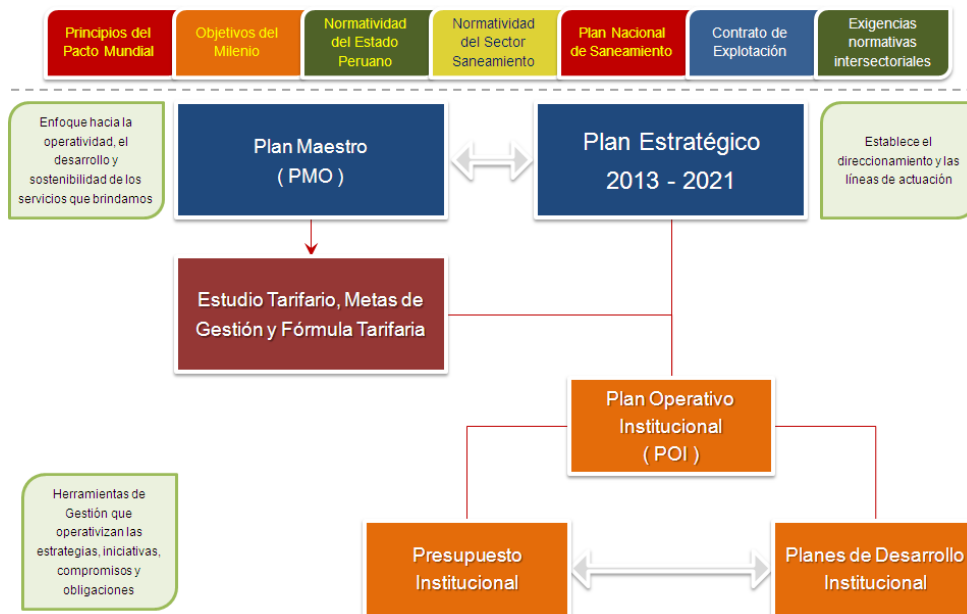 Principios del
Pacto Mundial
Objetivos del
Milenio
Normatividad
del Estado
Peruano
Normatividad
del Sector
Saneamiento
Plan Nacional
de Saneamiento
Contrato de
Explotación
Exigencias
normativas
intersectoriales
Enfoque hacia la
operatividad, el
desarrollo y
sostenibilidad de los
servicios que brindamos
Plan Maestro
( PMO )
Plan Estratégico
2013 - 2021
Establece el
direccionamiento y las
líneas de actuación
Estudio Tarifario, Metas de
Gestión y Fórmula Tarifaria
Plan Operativo
Institucional
( POI )
Herramientas de
Gestión que
operativizan las
estrategias, iniciativas,
compromisos y
obligaciones
Presupuesto
Institucional
Planes de Desarrollo
Institucional